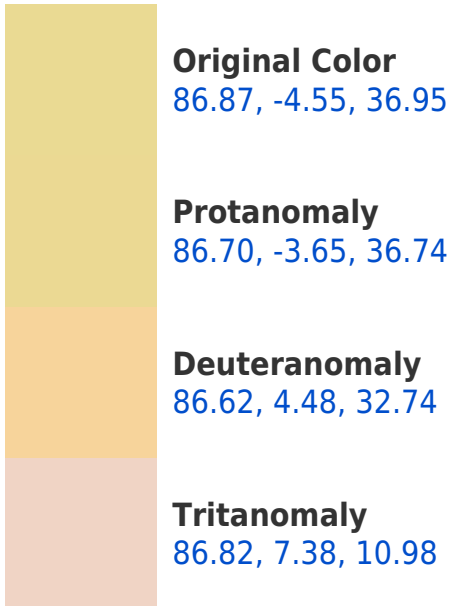 Original Color
86.87, -4.55, 36.95
Protanomaly
86.70, -3.65, 36.74
Deuteranomaly
86.62, 4.48, 32.74
Tritanomaly
86.82, 7.38, 10.98